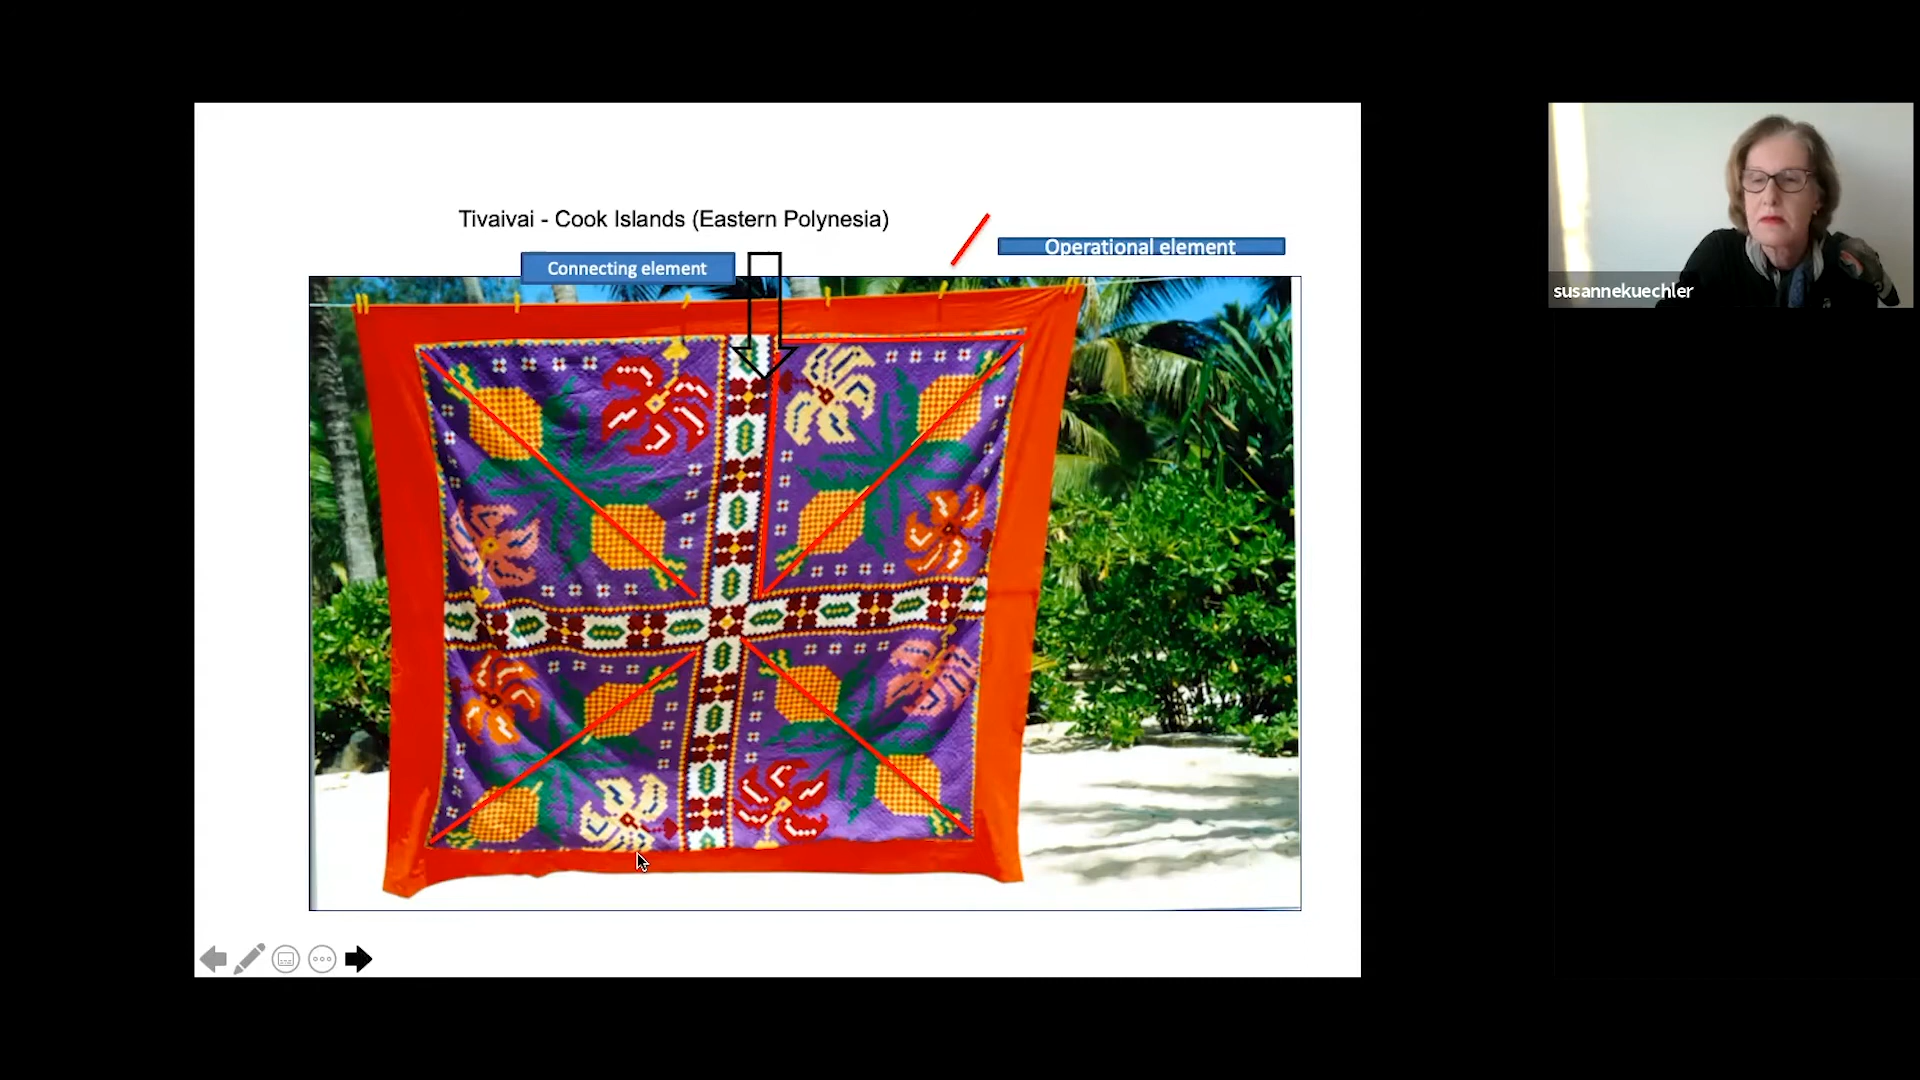 Tivaivai - Cook Islands (Eastern Polynesia)
Operational element
Connecting element
susannekuechler